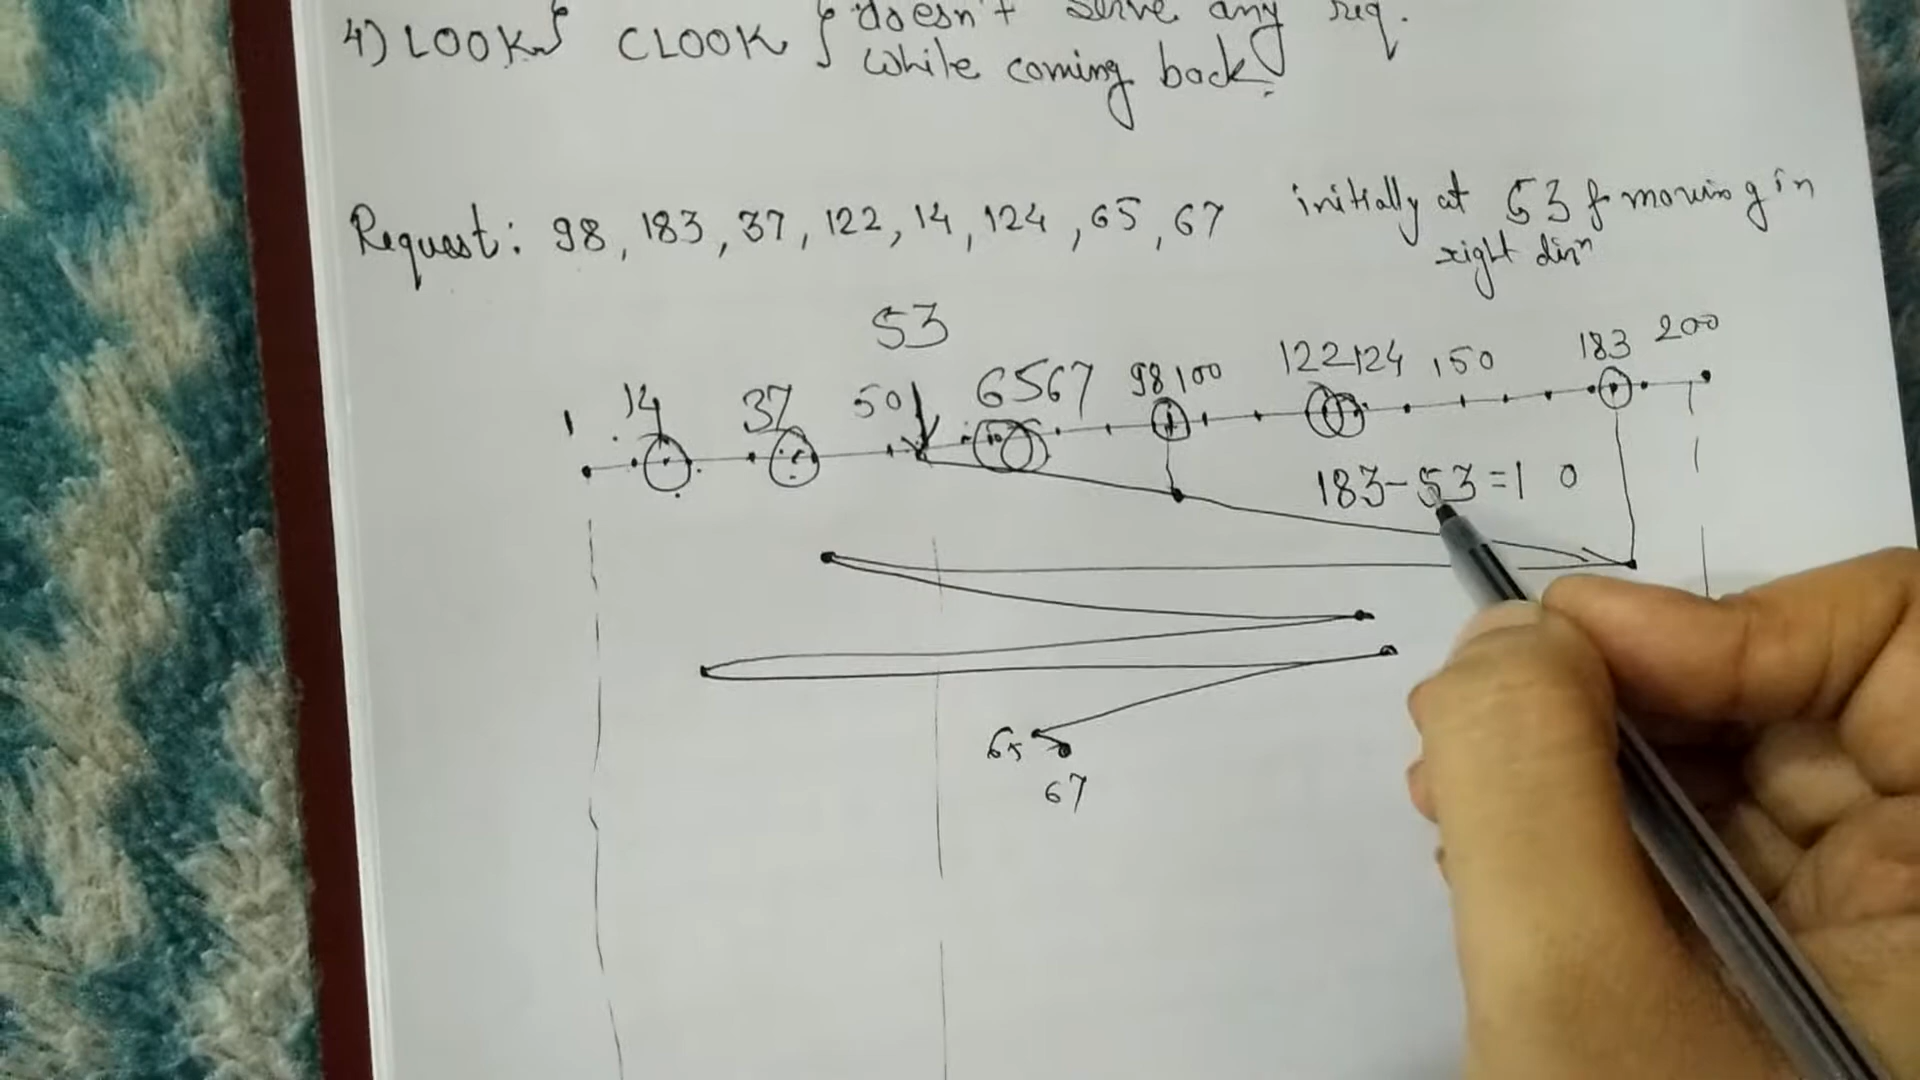 4) LOOK} CLOOK } doesn't serve any req.
while coming back
Request: 98, 183, 37, 122, 14, 124, 65, 67 initially at 53 & moving in
right dirⁿ
53
1 14 37 50 65 67 98 100 122 124 150 183 200
183-53=1 0
65
67